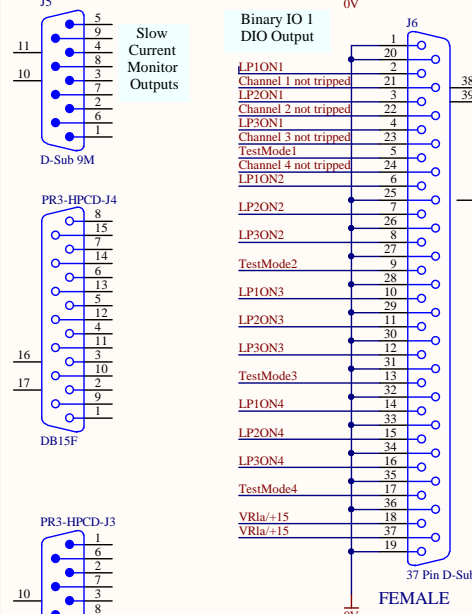 J5
5
9
4
8
3
7
2
6
1
11
10
D-Sub 9M
Slow
Current
Monitor
Outputs
PR3-HPCD-J4
8
15
7
14
6
13
5
12
4
11
3
10
2
9
1
16
17
DB15F
PR3-HPCD-J3
1
6
2
7
3
8
10
0V
Binary IO 1
DIO Output
J6
1
20
LP1ON1 2
Channel 1 not tripped 21
LP2ON1 3
Channel 2 not tripped 22
LP3ON1 4
Channel 3 not tripped 23
TestMode1 5
Channel 4 not tripped 24
LP1ON2 6
25
LP2ON2 7
26
LP3ON2 8
27
TestMode2 9
28
LP1ON3 10
29
LP2ON3 11
30
LP3ON3 12
31
TestMode3 13
32
LP1ON4 14
33
LP2ON4 15
34
LP3ON4 16
35
TestMode4 17
36
VRla/+15 18
VRla/+15 37
19
38
39
37 Pin D-Sub
FEMALE
0V